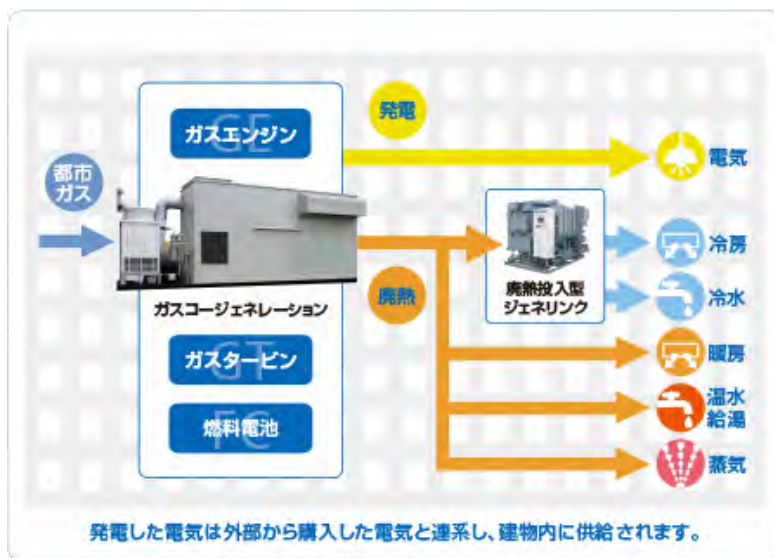 発電
GE
ガスエンジン
都市
ガス
電気
冷房
廃熱投入型
ジェネリンク
冷水
廃熱
ガスコージェネレーション
暖房
GT
ガスタービン
温水
給湯
FC
燃料電池
蒸気
発電した電気は外部から購入した電気と連系し、建物内に供給されます。